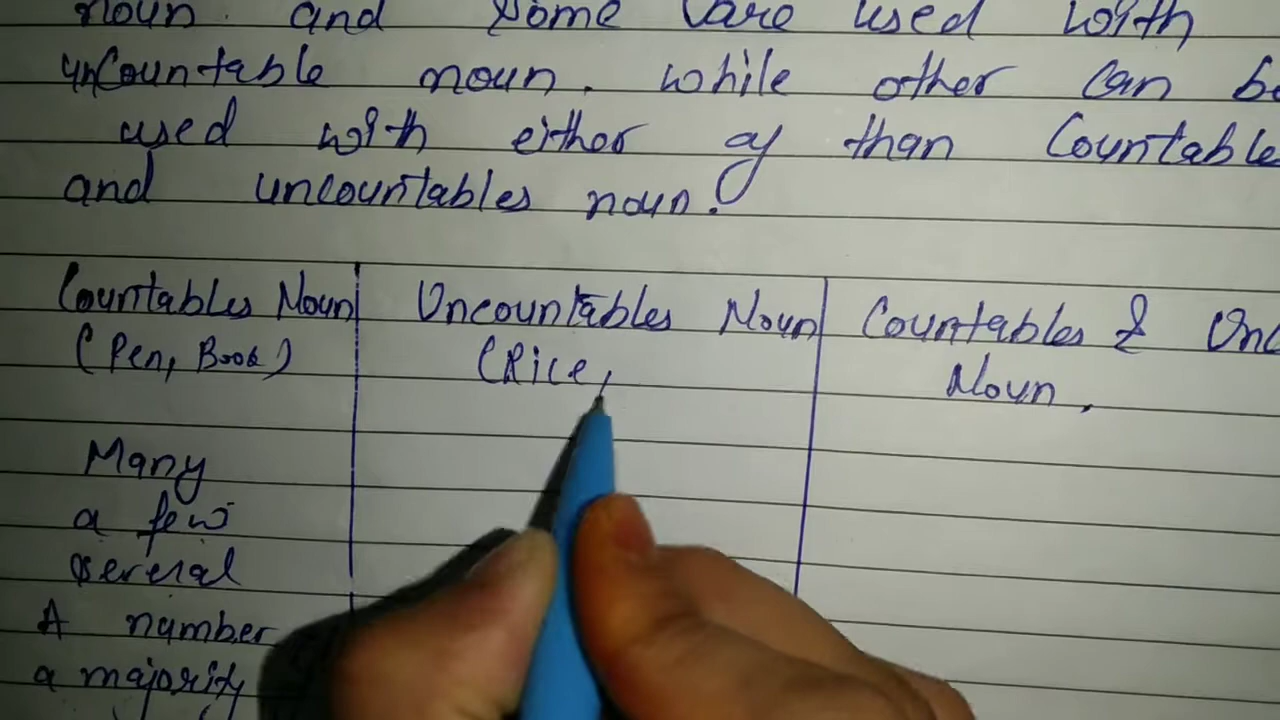 noun and some are used with
uncountable noun. while other can be
used with either of than Countable
and uncountables noun.
Countables Noun Uncountables Noun Countables & Unc
(Pen, Book) (Rice, Noun.
Many
a few
several
A number
a majority